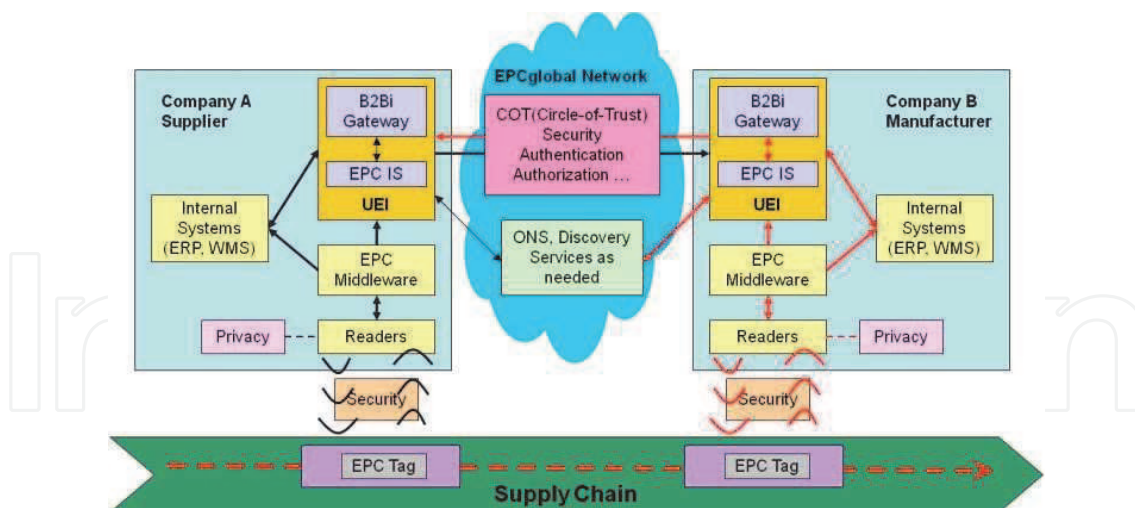 EPCglobal Network
Company A
Supplier
B2Bi
Gateway
EPC IS
UEI
Internal
Systems
(ERP, WMS)
EPC
Middleware
Privacy
Readers
Security
COT(Circle-of-Trust)
Security
Authentication
Authorization ...
ONS, Discovery
Services as
needed
B2Bi
Gateway
EPC IS
UEI
Company B
Manufacturer
Internal
Systems
(ERP, WMS)
EPC
Middleware
Readers
Privacy
Security
EPC Tag
EPC Tag
Supply Chain